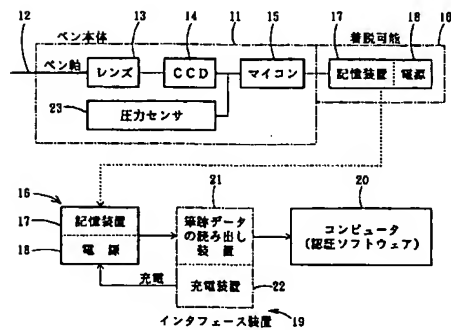 13
14
11
15
17
18
16
12
ペン本体
着脱可能
ペン軸
レンズ
CCD
マイコン
記憶装置
電源
23
圧力センサ
16
21
20
17
記憶装置
筆跡データ
の読み出し
装置
コンピュータ
(認圧ソフトウェア)
18
電源
充電
充電装置
22
インタフェース装置
19